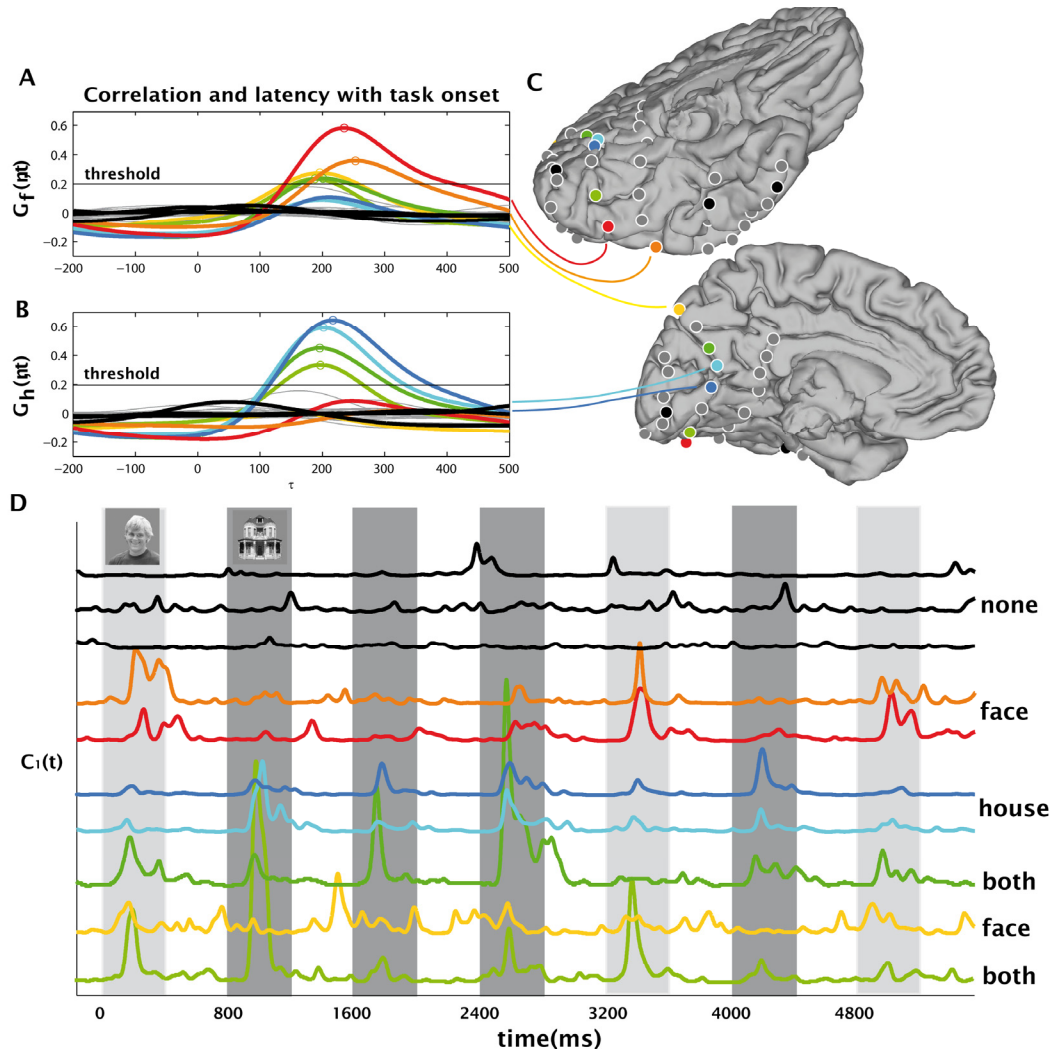 A
Correlation and latency with task onset
C
0.6
0.4
threshold
0.2
0
-0.2
-200
-100
0
100
200
300
400
500
B
0.6
0.4
threshold
0.2
0
-0.2
-200
-100
0
100
200
300
400
500
τ
D
none
face
C₁(t)
house
both
face
both
0
800
1600
2400
3200
4000
4800
time(ms)